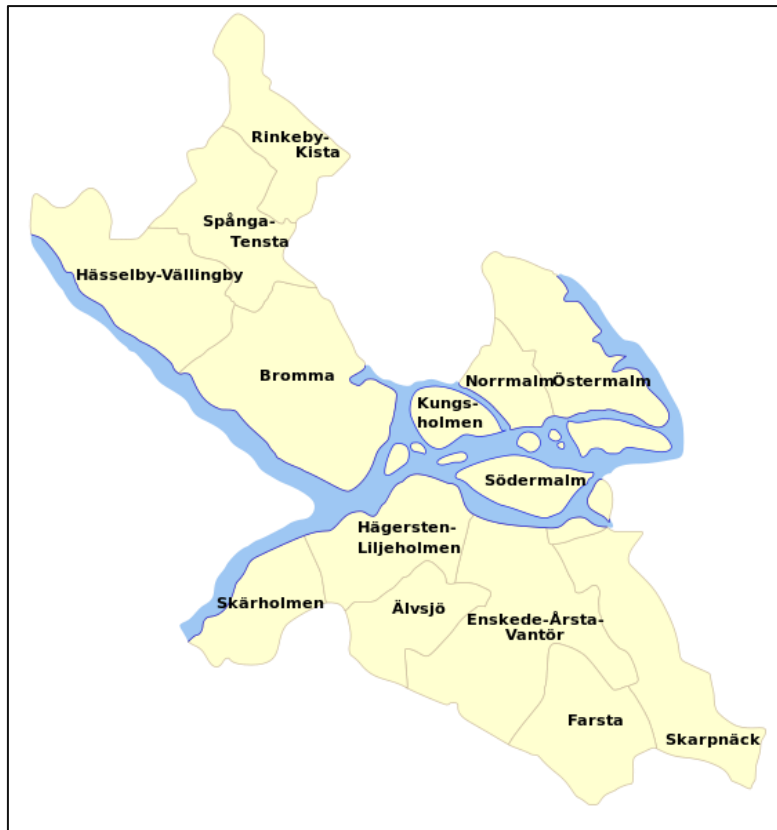 Rinkeby-
Kista
Spånga-
Tensta
Hässelby-Vällingby
Bromma
Norrmalm
Östermalm
Kungs-
holmen
Södermalm
Hägersten-
Liljeholmen
Skärholmen
Älvsjö
Enskede-Årsta-
Vantör
Farsta
Skarpnäck